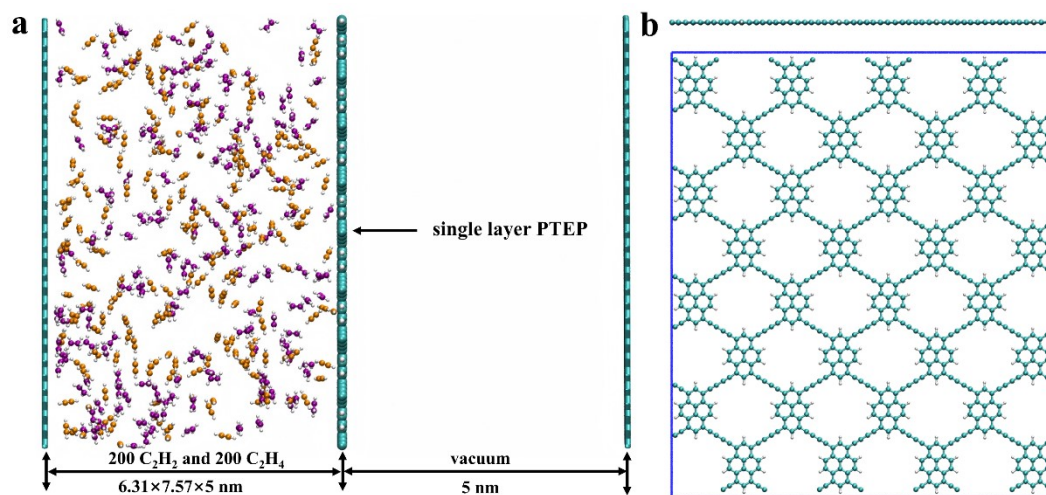 a
b
single layer PTEP
200 C₂H₂ and 200 C₂H₄
vacuum
6.31×7.57×5 nm
5 nm